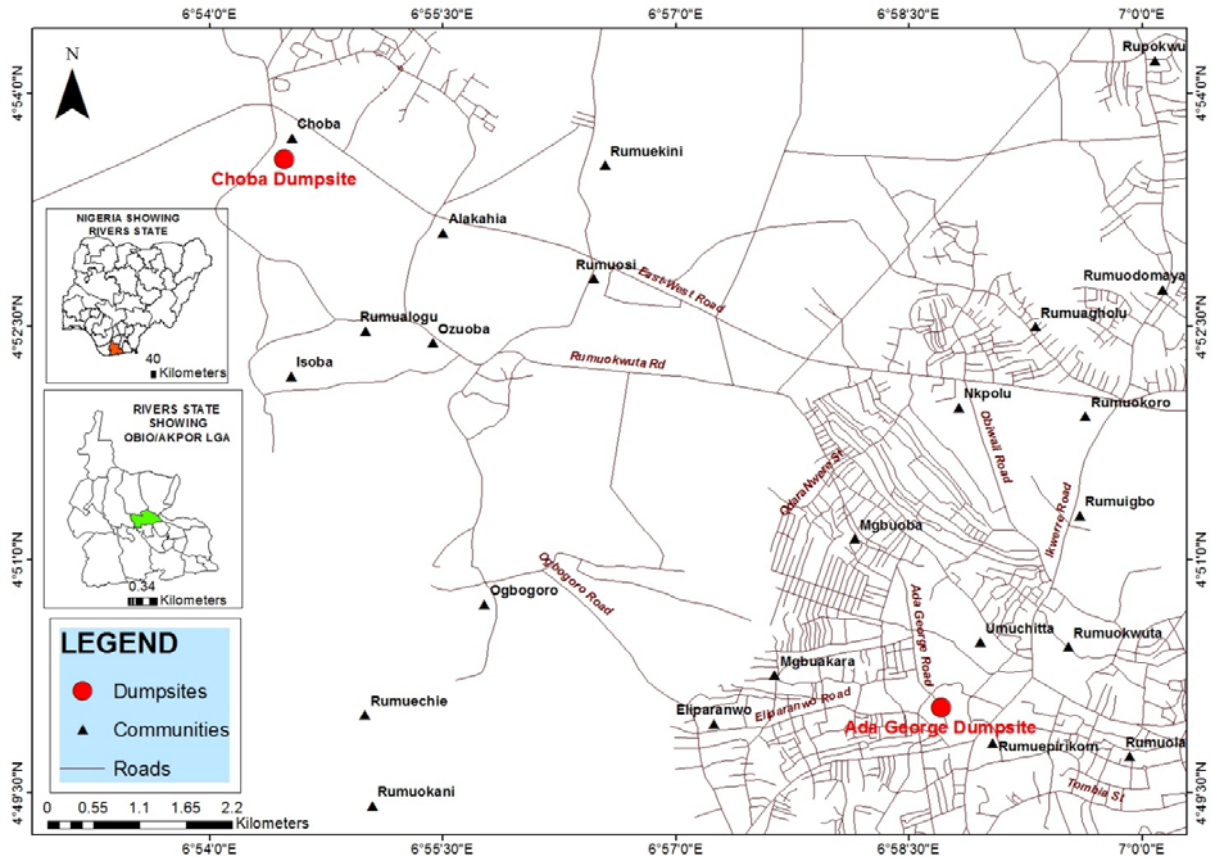 6°54'0"E 6°55'30"E 6°57'0"E 6°58'30"E 7°0'0"E
N
Rupokwu
4°54'0"N 4°54'0"N
Choba
Choba Dumpsite
Rumuekini
NIGERIA SHOWING
RIVERS STATE
40
Kilometers
Alakahia
Rumuosi
East-West Road
Rumuodomaya
Rumuagholu
4°52'30"N 4°52'30"N
Rumualogu
Ozuoba
Isoba
Rumuokwuta Rd
Nkpolu
Rumuokoro
Obiwali Road
RIVERS STATE
SHOWING
OBIO/AKPOR LGA
0.34
Kilometers
OdaraNwere St
Rumuigbo
Mgbuoba
Ikwerre Road
4°51'0"N 4°51'0"N
Ogbogoro Road
Ogbogoro
Ada George Road
Umuchitta
Rumuokwuta
Mgbuakara
Rumuechie
Eliparanwo
Eliparanwo Road
Ada George Dumpsite
Rumuepirikom
Rumuola
Tombia St
Rumuokani
4°49'30"N 4°49'30"N
LEGEND
Dumpsites
Communities
Roads
0 0.55 1.1 1.65 2.2
Kilometers
6°54'0"E 6°55'30"E 6°57'0"E 6°58'30"E 7°0'0"E